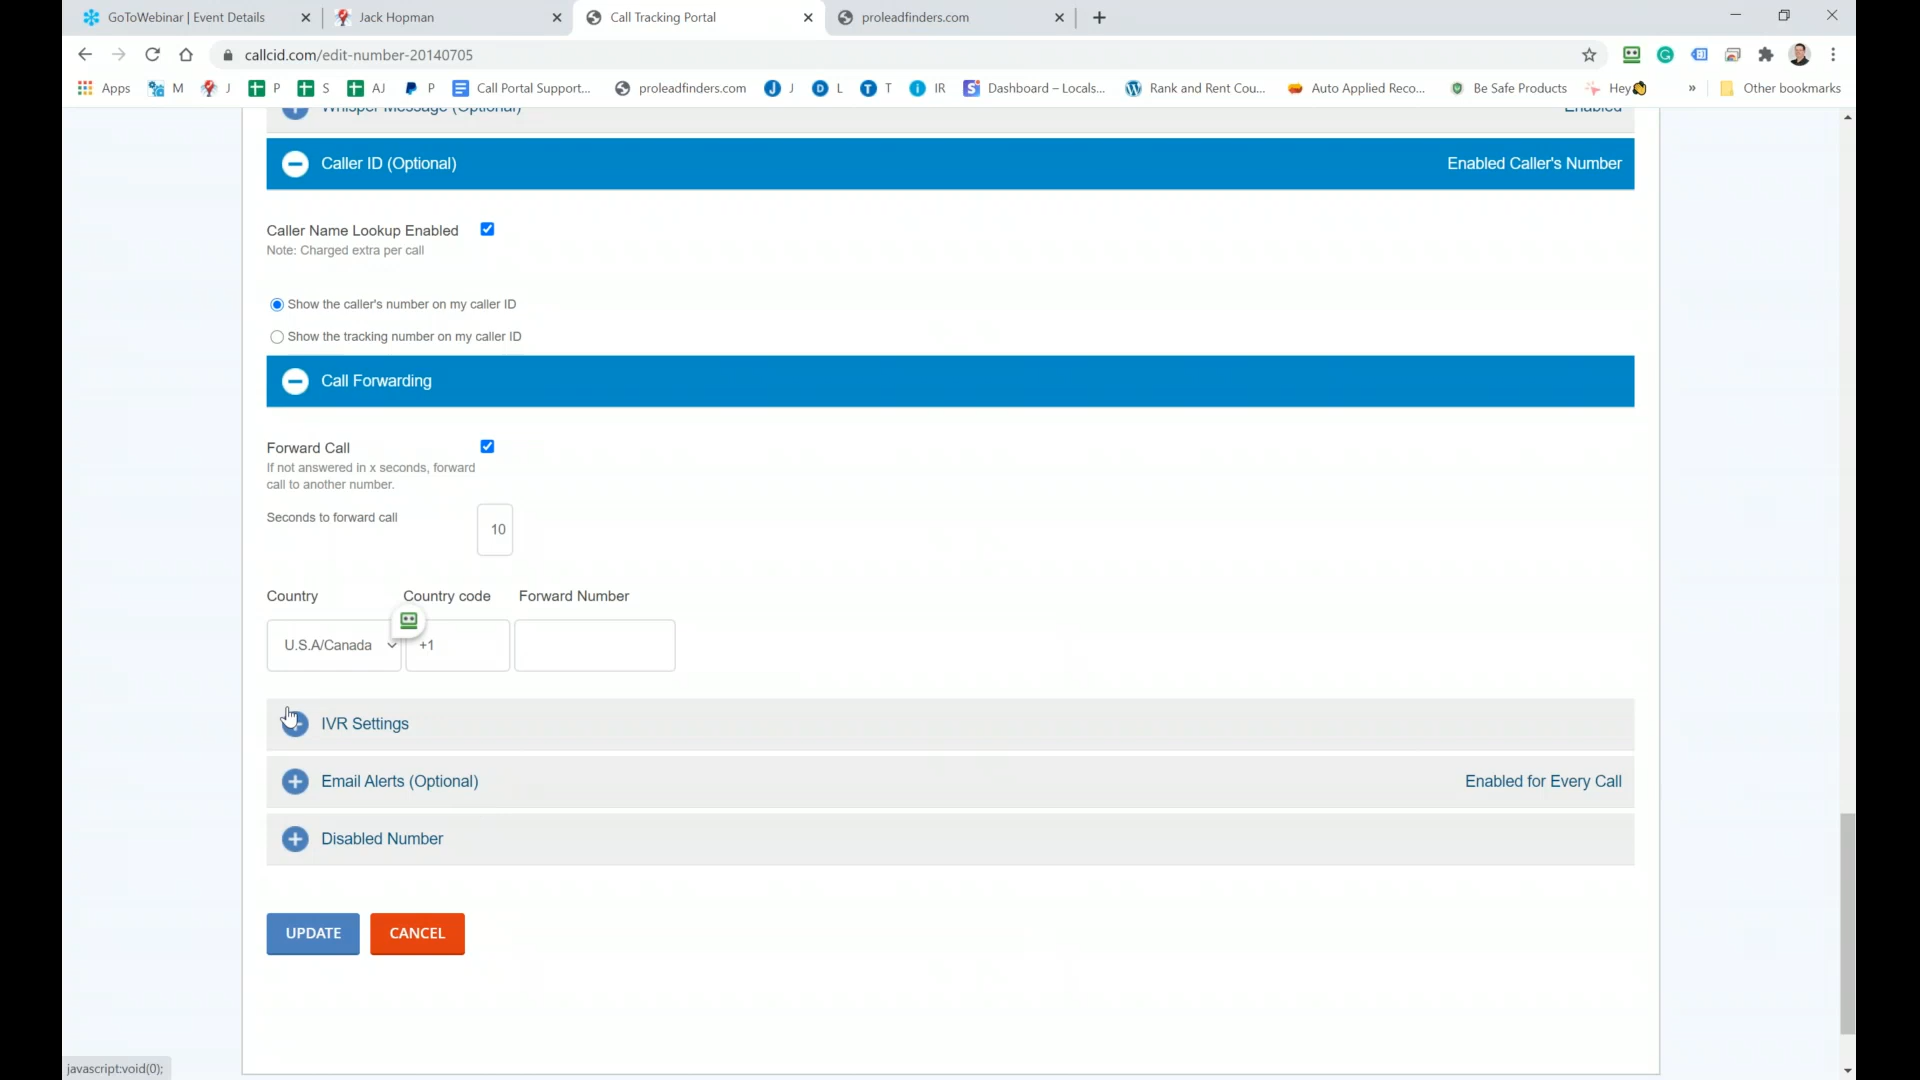 GoToWebinar | Event Details
Jack Hopman
Call Tracking Portal
proleadfinders.com
callcid.com/edit-number-20140705
Apps
M
J
P
S
AJ
P
Call Portal Support...
proleadfinders.com
J
L
T
IR
Dashboard – Locals...
Rank and Rent Cou...
Auto Applied Reco...
Be Safe Products
Hey
»
Other bookmarks
Whisper Message (Optional)
Enabled
Caller ID (Optional)
Enabled Caller's Number
Caller Name Lookup Enabled
Note: Charged extra per call
Show the caller's number on my caller ID
Show the tracking number on my caller ID
Call Forwarding
Forward Call
If not answered in x seconds, forward
call to another number.
Seconds to forward call
10
Country
Country code
Forward Number
U.S.A/Canada
+1
IVR Settings
Email Alerts (Optional)
Enabled for Every Call
Disabled Number
UPDATE
CANCEL
javascript:void(0);